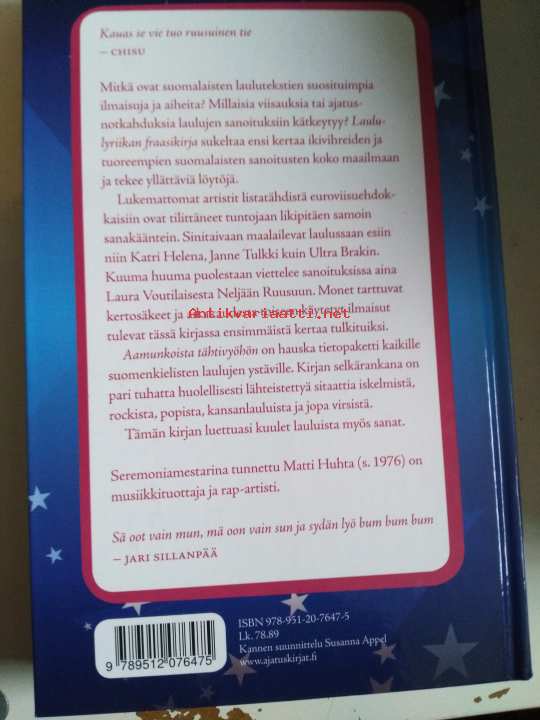 Kauas se vie tuo ruusuinen tie
– CHISU
Mitkä ovat suomalaisten laulutekstien suosituimpia
ilmaisuja ja aiheita? Millaisia viisauksia tai ajatus-
notkahduksia laulujen sanoituksiin kätkeytyy? Laulu-
lyriikan fraasikirja sukeltaa ensi kertaa ikivihreiden ja
tuoreempien suomalaisten sanoitusten koko maailmaan
ja tekee yllättäviä löytöjä.
Lukemattomat artistit listatähdistä euroviisuehdok-
kaisiin ovat tilittäneet tuntojaan likipitäen samoin
sanakääntein. Sinitaivaan maalailevat laulussaan esiin
niin Katri Helena, Janne Tulkki kuin Ultra Brakin.
Kuuma huuma puolestaan viettelee sanoituksissa aina
Laura Voutilaisesta Neljään Ruusuun. Monet tarttuvat
kertosäkeet ja ilmaisut
Antikvariaatti.net
tulevat tässä kirjassa ensimmäistä kertaa tulkituiksi.
Aamunkoista tähtivyöhön on hauska tietopaketti kaikille
suomenkielisten laulujen ystäville. Kirjan selkärankana on
pari tuhatta huolellisesti lähteistettyä sitaattia iskelmistä,
rockista, popista, kansanlauluista ja jopa virsistä.
Tämän kirjan luettuasi kuulet lauluista myös sanat.
Seremoniamestarina tunnettu Matti Huhta (s. 1976) on
musiikkituottaja ja rap-artisti.
Sä oot vain mun, mä oon vain sun ja sydän lyö bum bum bum
– JARI SILLANPÄÄ
ISBN 978-951-20-7647-5
Lk. 78.89
Kannen suunnittelu Susanna Appel
www.ajatuskirjat.fi
9 789512 076475